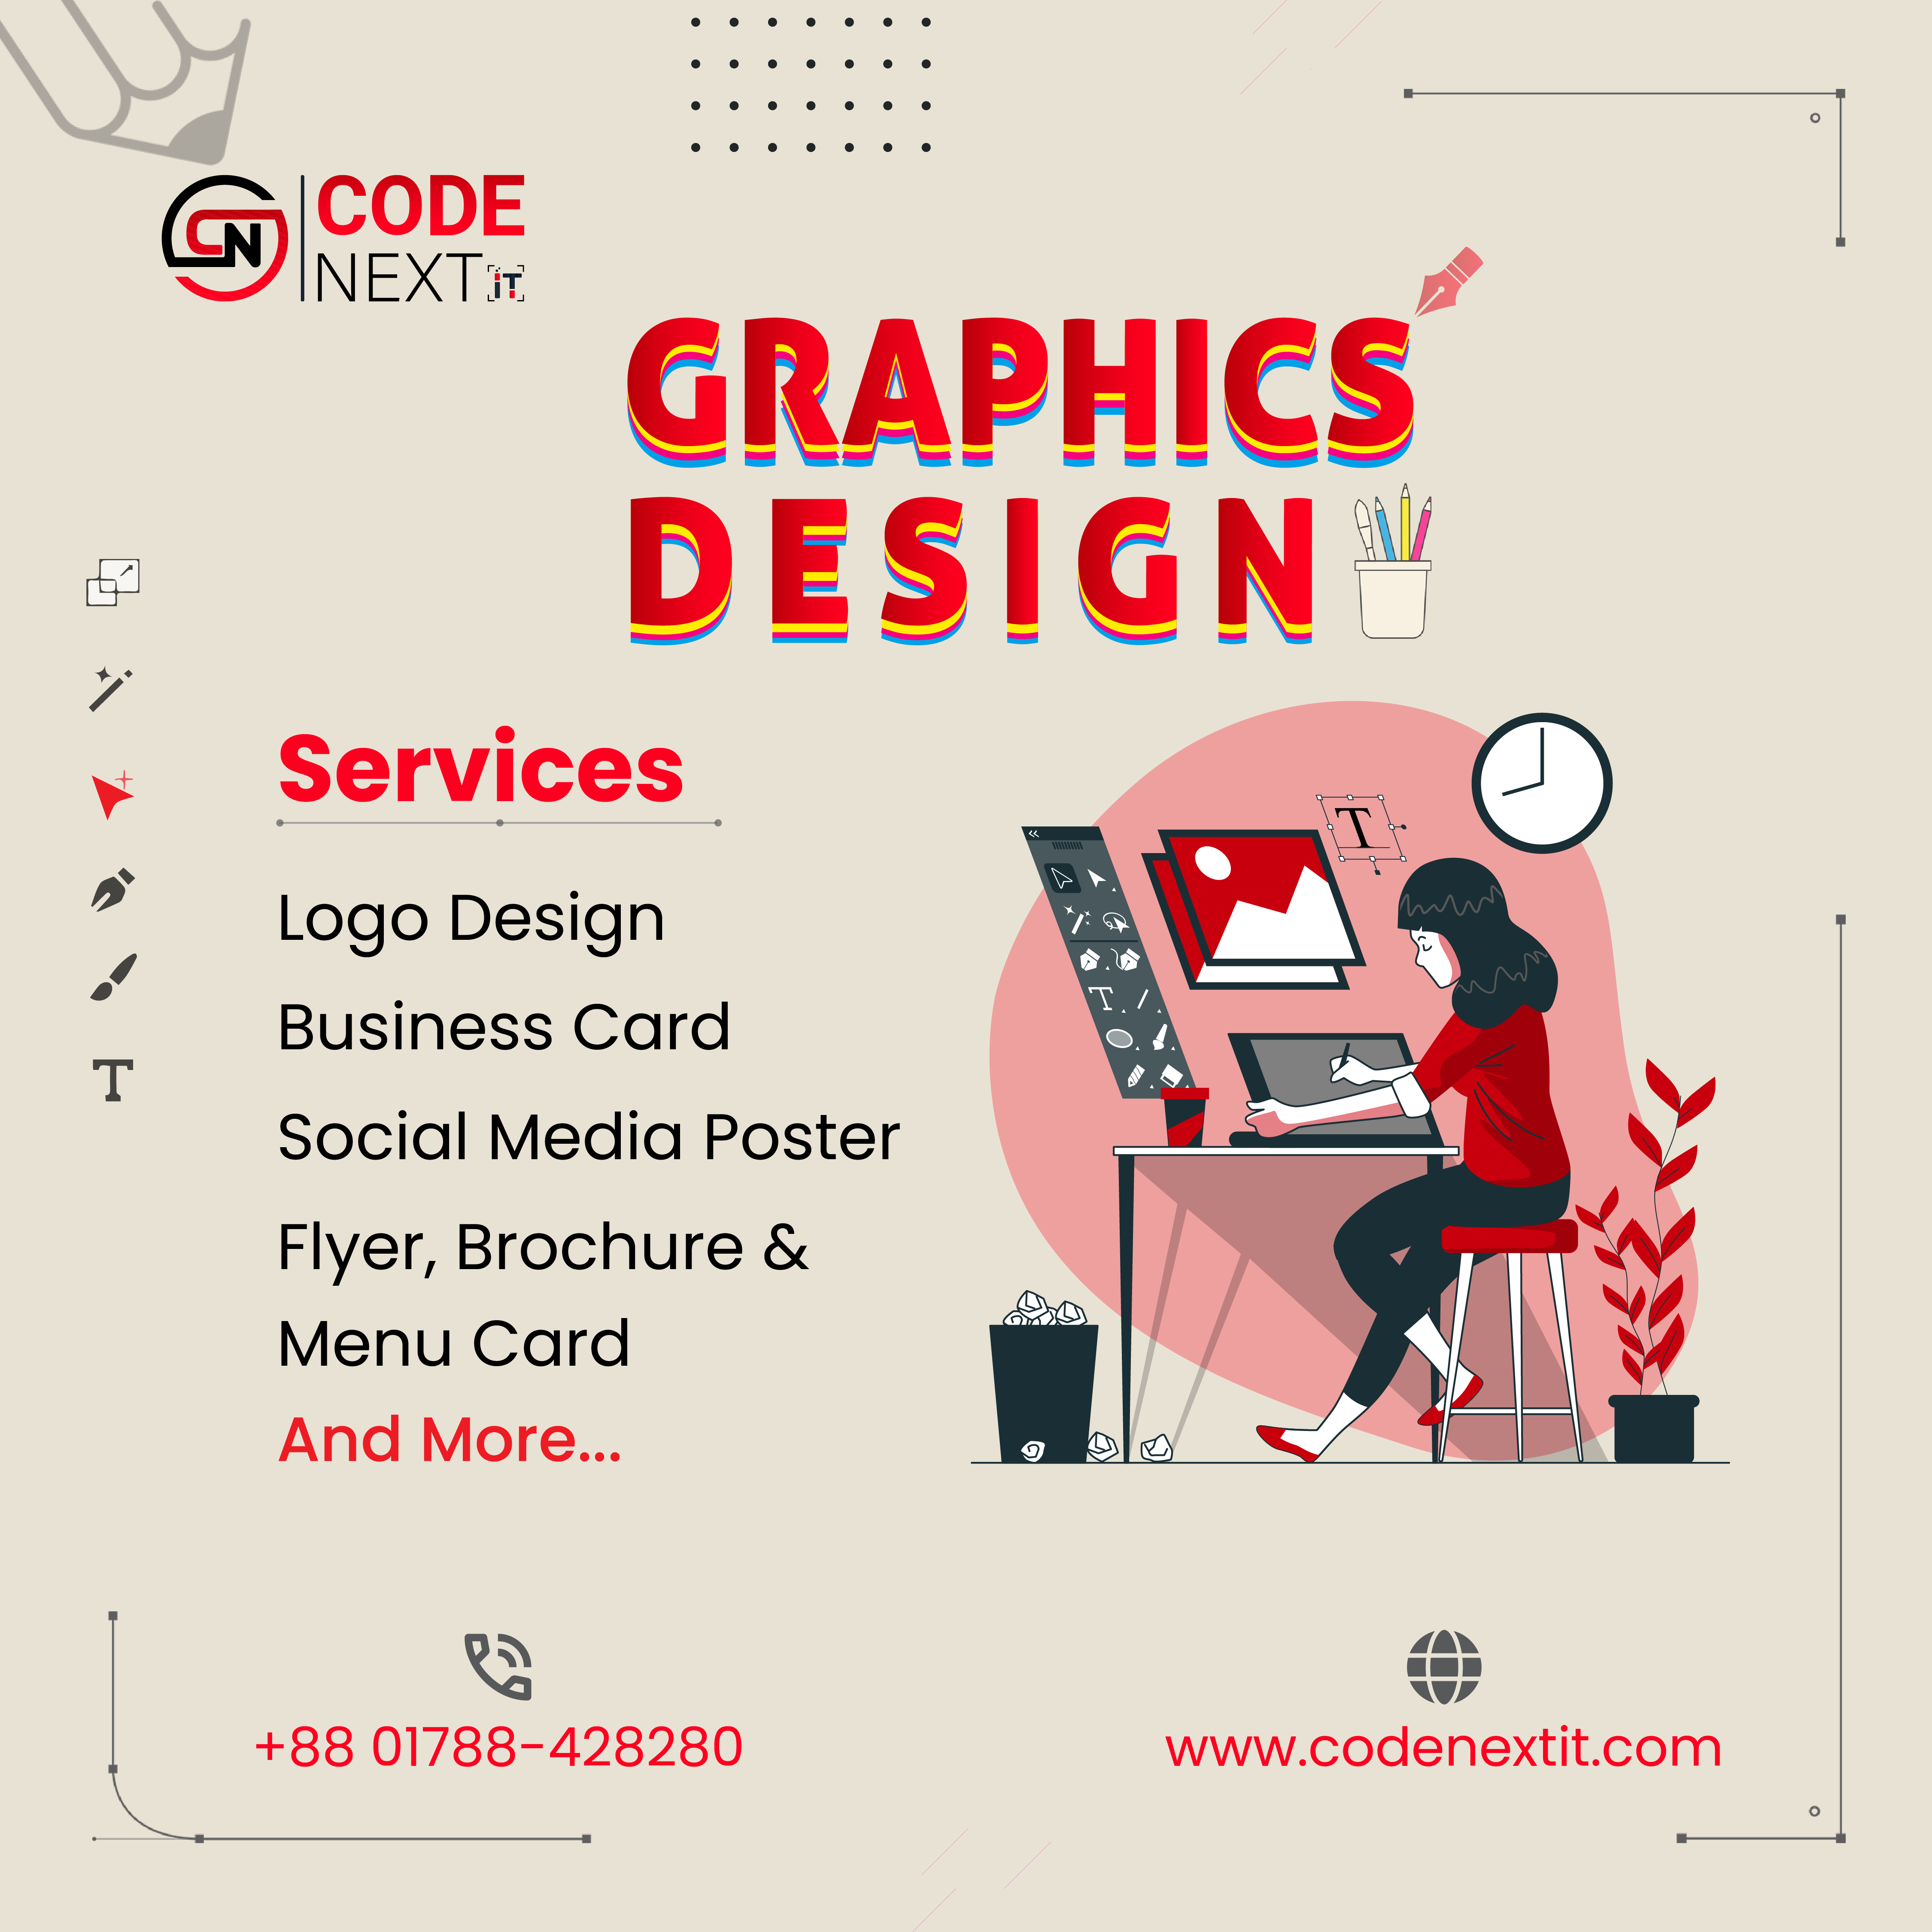 CN
CODE
NEXT IT
GRAPHICS
DESIGN
Services
Logo Design
Business Card
Social Media Poster
Flyer, Brochure &
Menu Card
And More...
T
T
T
+88 01788-428280
www.codenextit.com